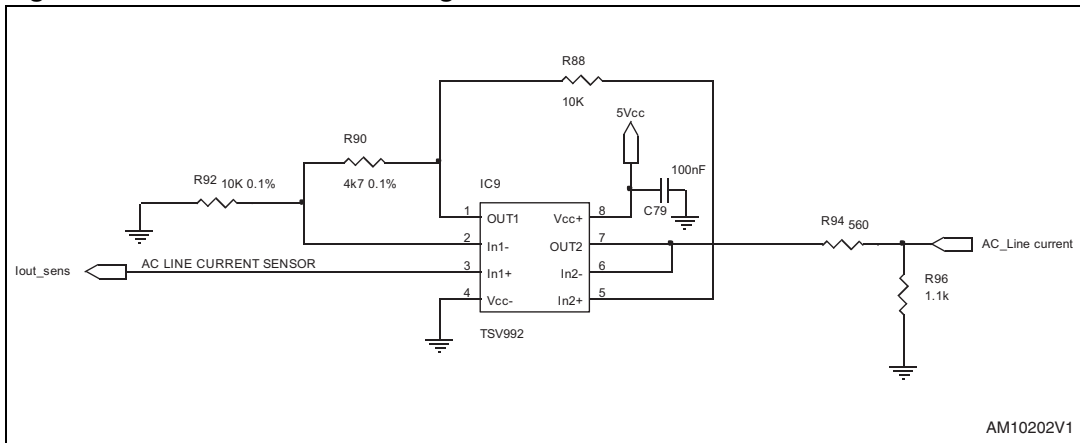 R88
10K
5Vcc
R90
100nF
R92 10K 0.1%
4k7 0.1%
IC9
C79
1 OUT1 Vcc+ 8
R94 560
2 In1- OUT2 7
AC_Line current
Iout_sens
AC LINE CURRENT SENSOR
3 In1+ In2- 6
R96
1.1k
4 Vcc- In2+ 5
TSV992
AM10202V1